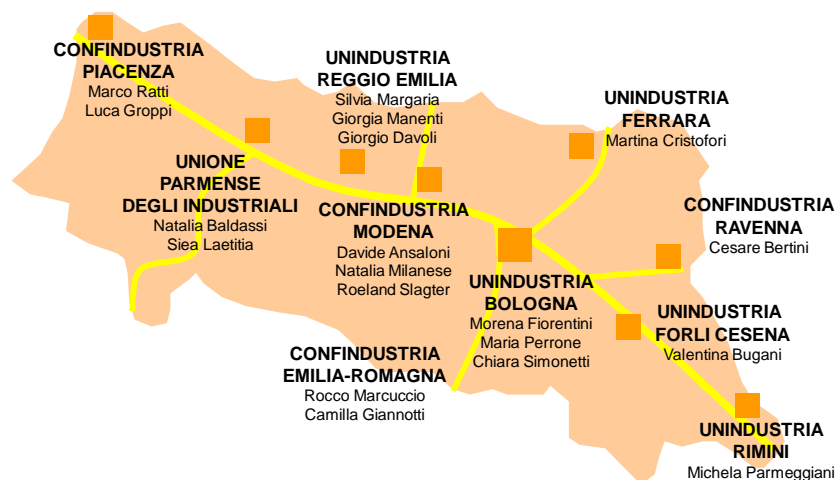 CONFINDUSTRIA
PIACENZA
Marco Ratti
Luca Groppi
UNINDUSTRIA
REGGIO EMILIA
Silvia Margaria
Giorgia Manenti
Giorgio Davoli
UNINDUSTRIA
FERRARA
Martina Cristofori
UNIONE
PARMENSE
DEGLI INDUSTRIALI
Natalia Baldassi
Siea Laetitia
CONFINDUSTRIA
MODENA
Davide Ansaloni
Natalia Milanese
Roeland Slagter
CONFINDUSTRIA
RAVENNA
Cesare Bertini
UNINDUSTRIA
BOLOGNA
Morena Fiorentini
Maria Perrone
Chiara Simonetti
UNINDUSTRIA
FORLI CESENA
Valentina Bugani
CONFINDUSTRIA
EMILIA-ROMAGNA
Rocco Marcuccio
Camilla Giannotti
UNINDUSTRIA
RIMINI
Michela Parmeggiani